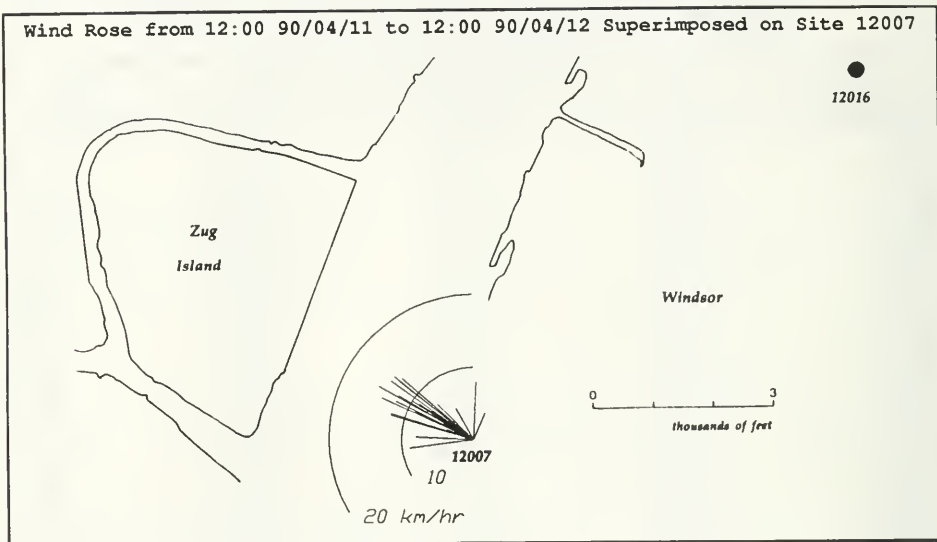 Wind Rose from 12:00 90/04/11 to 12:00 90/04/12 Superimposed on Site 12007
12016
Zug
Island
Windsor
0 3
thousands of feet
12007
10
20 km/hr